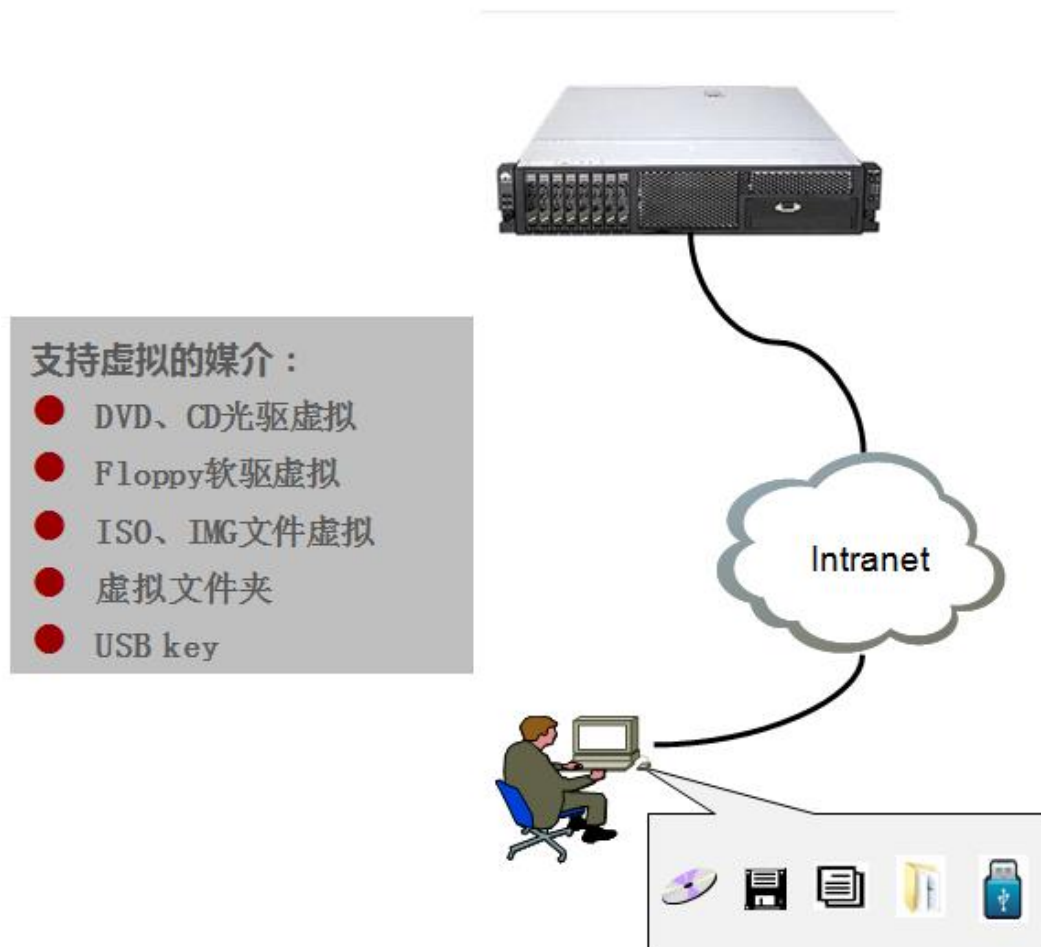 支持虚拟的媒介：
DVD、CD光驱虚拟
Floppy软驱虚拟
ISO、IMG文件虚拟
虚拟文件夹
USB key
Intranet